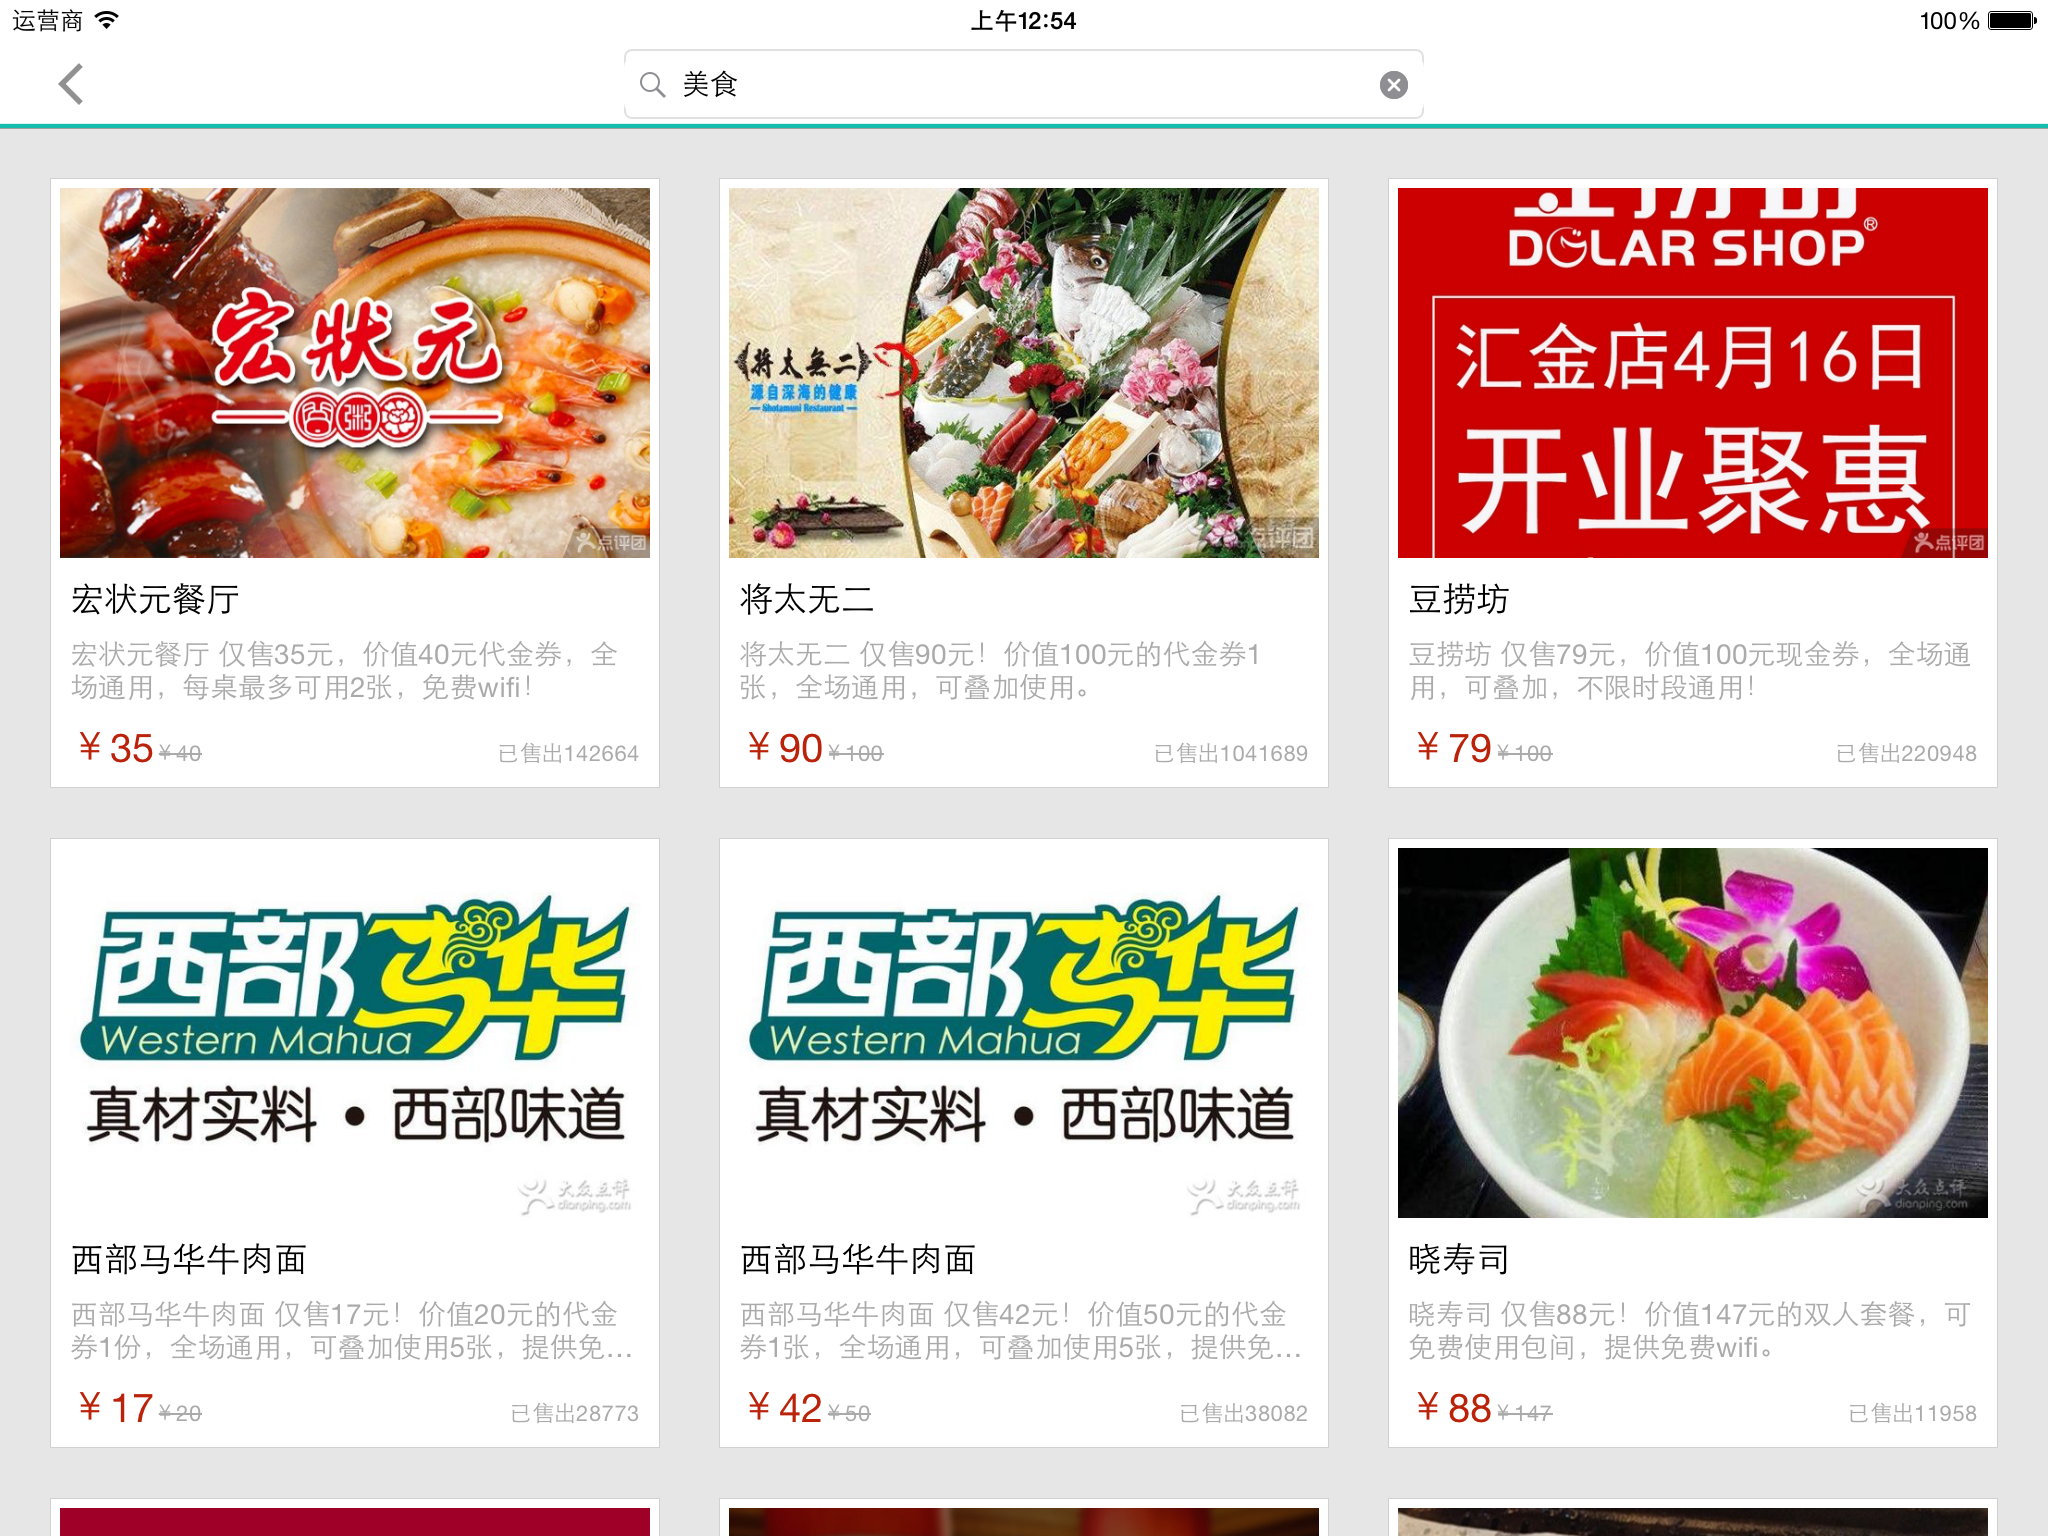 运营商
上午12:54
100%
美食
宏狀元
粥
点评团
宏状元餐厅
宏状元餐厅 仅售35元，价值40元代金券，全
场通用，每桌最多可用2张，免费wifi！
￥35 ￥40 已售出142664
将太無二
源自深海的健康
Shotamuni Restaurant
点评团
将太无二
将太无二 仅售90元！价值100元的代金券1
张，全场通用，可叠加使用。
￥90 ￥100 已售出1041689
DOLAR SHOP®
汇金店4月16日
开业聚惠
点评团
豆捞坊
豆捞坊 仅售79元，价值100元现金券，全场通
用，可叠加，不限时段通用！
￥79 ￥100 已售出220948
西部马华
Western Mahua
真材实料 • 西部味道
大众点评
dianping.com
西部马华牛肉面
西部马华牛肉面 仅售17元！价值20元的代金
券1份，全场通用，可叠加使用5张，提供免...
￥17 ￥20 已售出28773
西部马华
Western Mahua
真材实料 • 西部味道
大众点评
dianping.com
西部马华牛肉面
西部马华牛肉面 仅售42元！价值50元的代金
券1张，全场通用，可叠加使用5张，提供免...
￥42 ￥50 已售出38082
大众点评
dianping.com
晓寿司
晓寿司 仅售88元！价值147元的双人套餐，可
免费使用包间，提供免费wifi。
￥88 ￥147 已售出11958